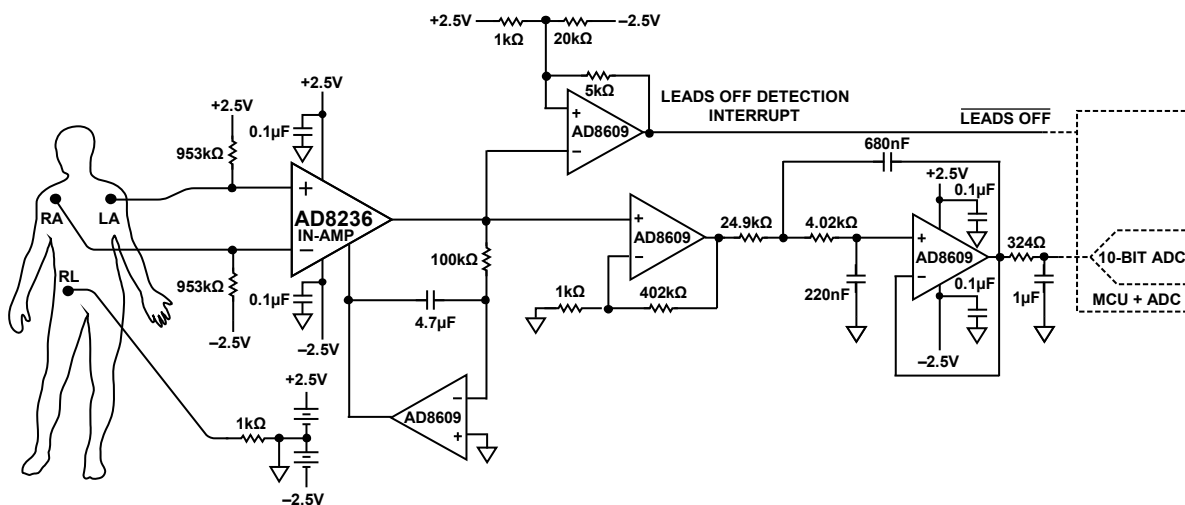 +2.5V
1kΩ
20kΩ
–2.5V
5kΩ
+
–
AD8609
LEADS OFF DETECTION
INTERRUPT
LEADS OFF
+2.5V
+2.5V
0.1µF
953kΩ
RA
LA
+
AD8236
IN-AMP
–
RL
953kΩ
–2.5V
0.1µF
–2.5V
100kΩ
4.7µF
–
AD8609
+
+2.5V
1kΩ
–2.5V
+
AD8609
–
1kΩ
402kΩ
24.9kΩ
680nF
4.02kΩ
220nF
+2.5V
0.1µF
+
AD8609
–
0.1µF
–2.5V
324Ω
1µF
10-BIT ADC
MCU + ADC